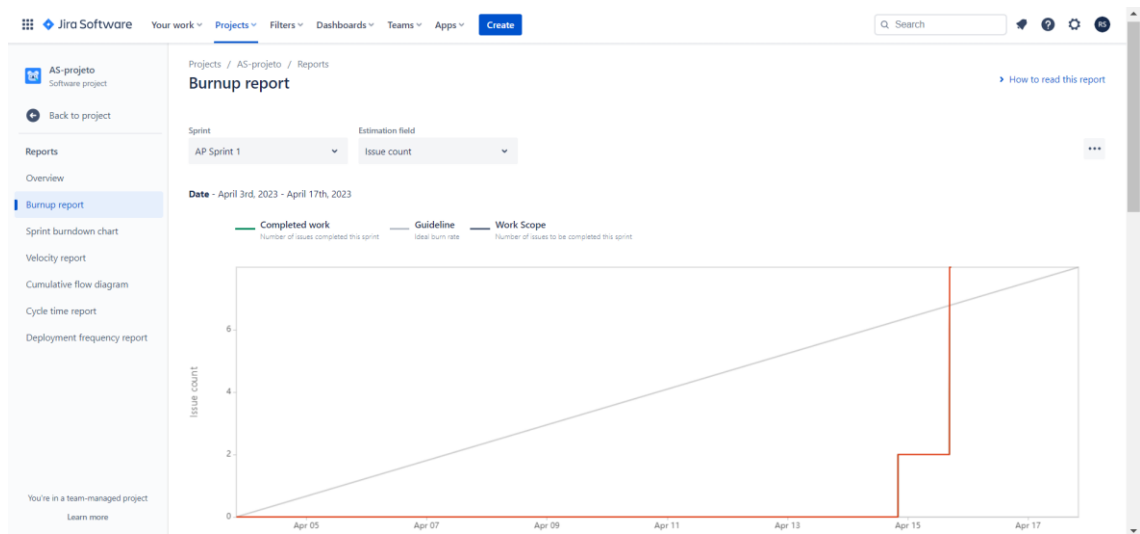 Jira Software Your work Projects Filters Dashboards Teams Apps Create Search RS
AS-projeto
Software project
Back to project
Reports
Overview
Burnup report
Sprint burndown chart
Velocity report
Cumulative flow diagram
Cycle time report
Deployment frequency report
You're in a team-managed project
Learn more
Projects / AS-projeto / Reports
Burnup report
How to read this report
Sprint Estimation field
AP Sprint 1 Issue count
Date - April 3rd, 2023 - April 17th, 2023
Completed work Guideline Work Scope
Number of issues completed this sprint Ideal burn rate Number of issues to be completed this sprint
Issue count
6
4
2
0
Apr 05 Apr 07 Apr 09 Apr 11 Apr 13 Apr 15 Apr 17